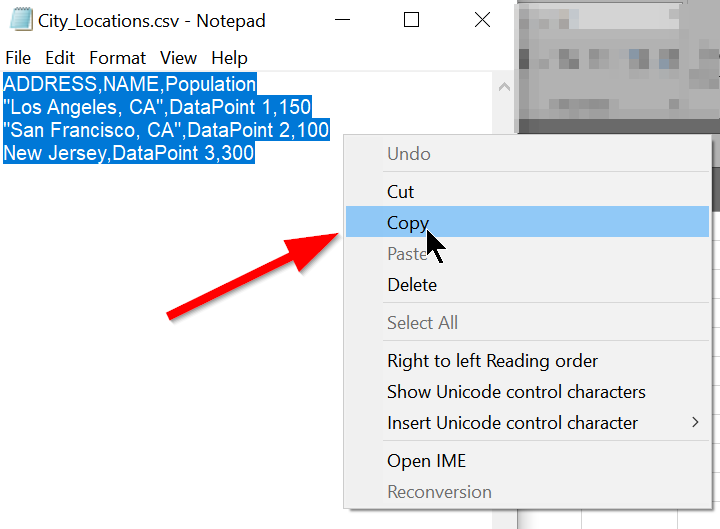 City_Locations.csv - Notepad
File Edit Format View Help
ADDRESS,NAME,Population
"Los Angeles, CA",DataPoint 1,150
"San Francisco, CA",DataPoint 2,100
New Jersey,DataPoint 3,300
Undo
Cut
Copy
Paste
Delete
Select All
Right to left Reading order
Show Unicode control characters
Insert Unicode control character
Open IME
Reconversion